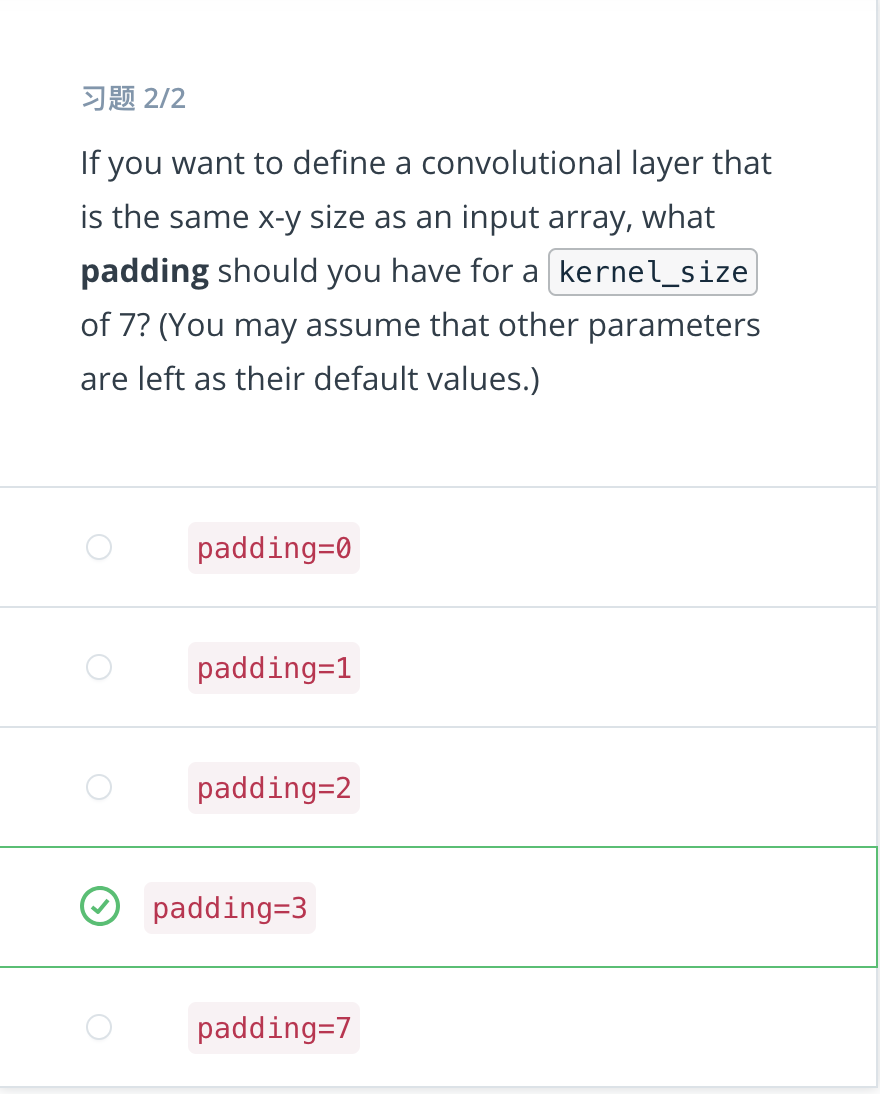 习题 2/2
If you want to define a convolutional layer that
is the same x-y size as an input array, what
padding should you have for a kernel_size
of 7? (You may assume that other parameters
are left as their default values.)
padding=0
padding=1
padding=2
padding=3
padding=7